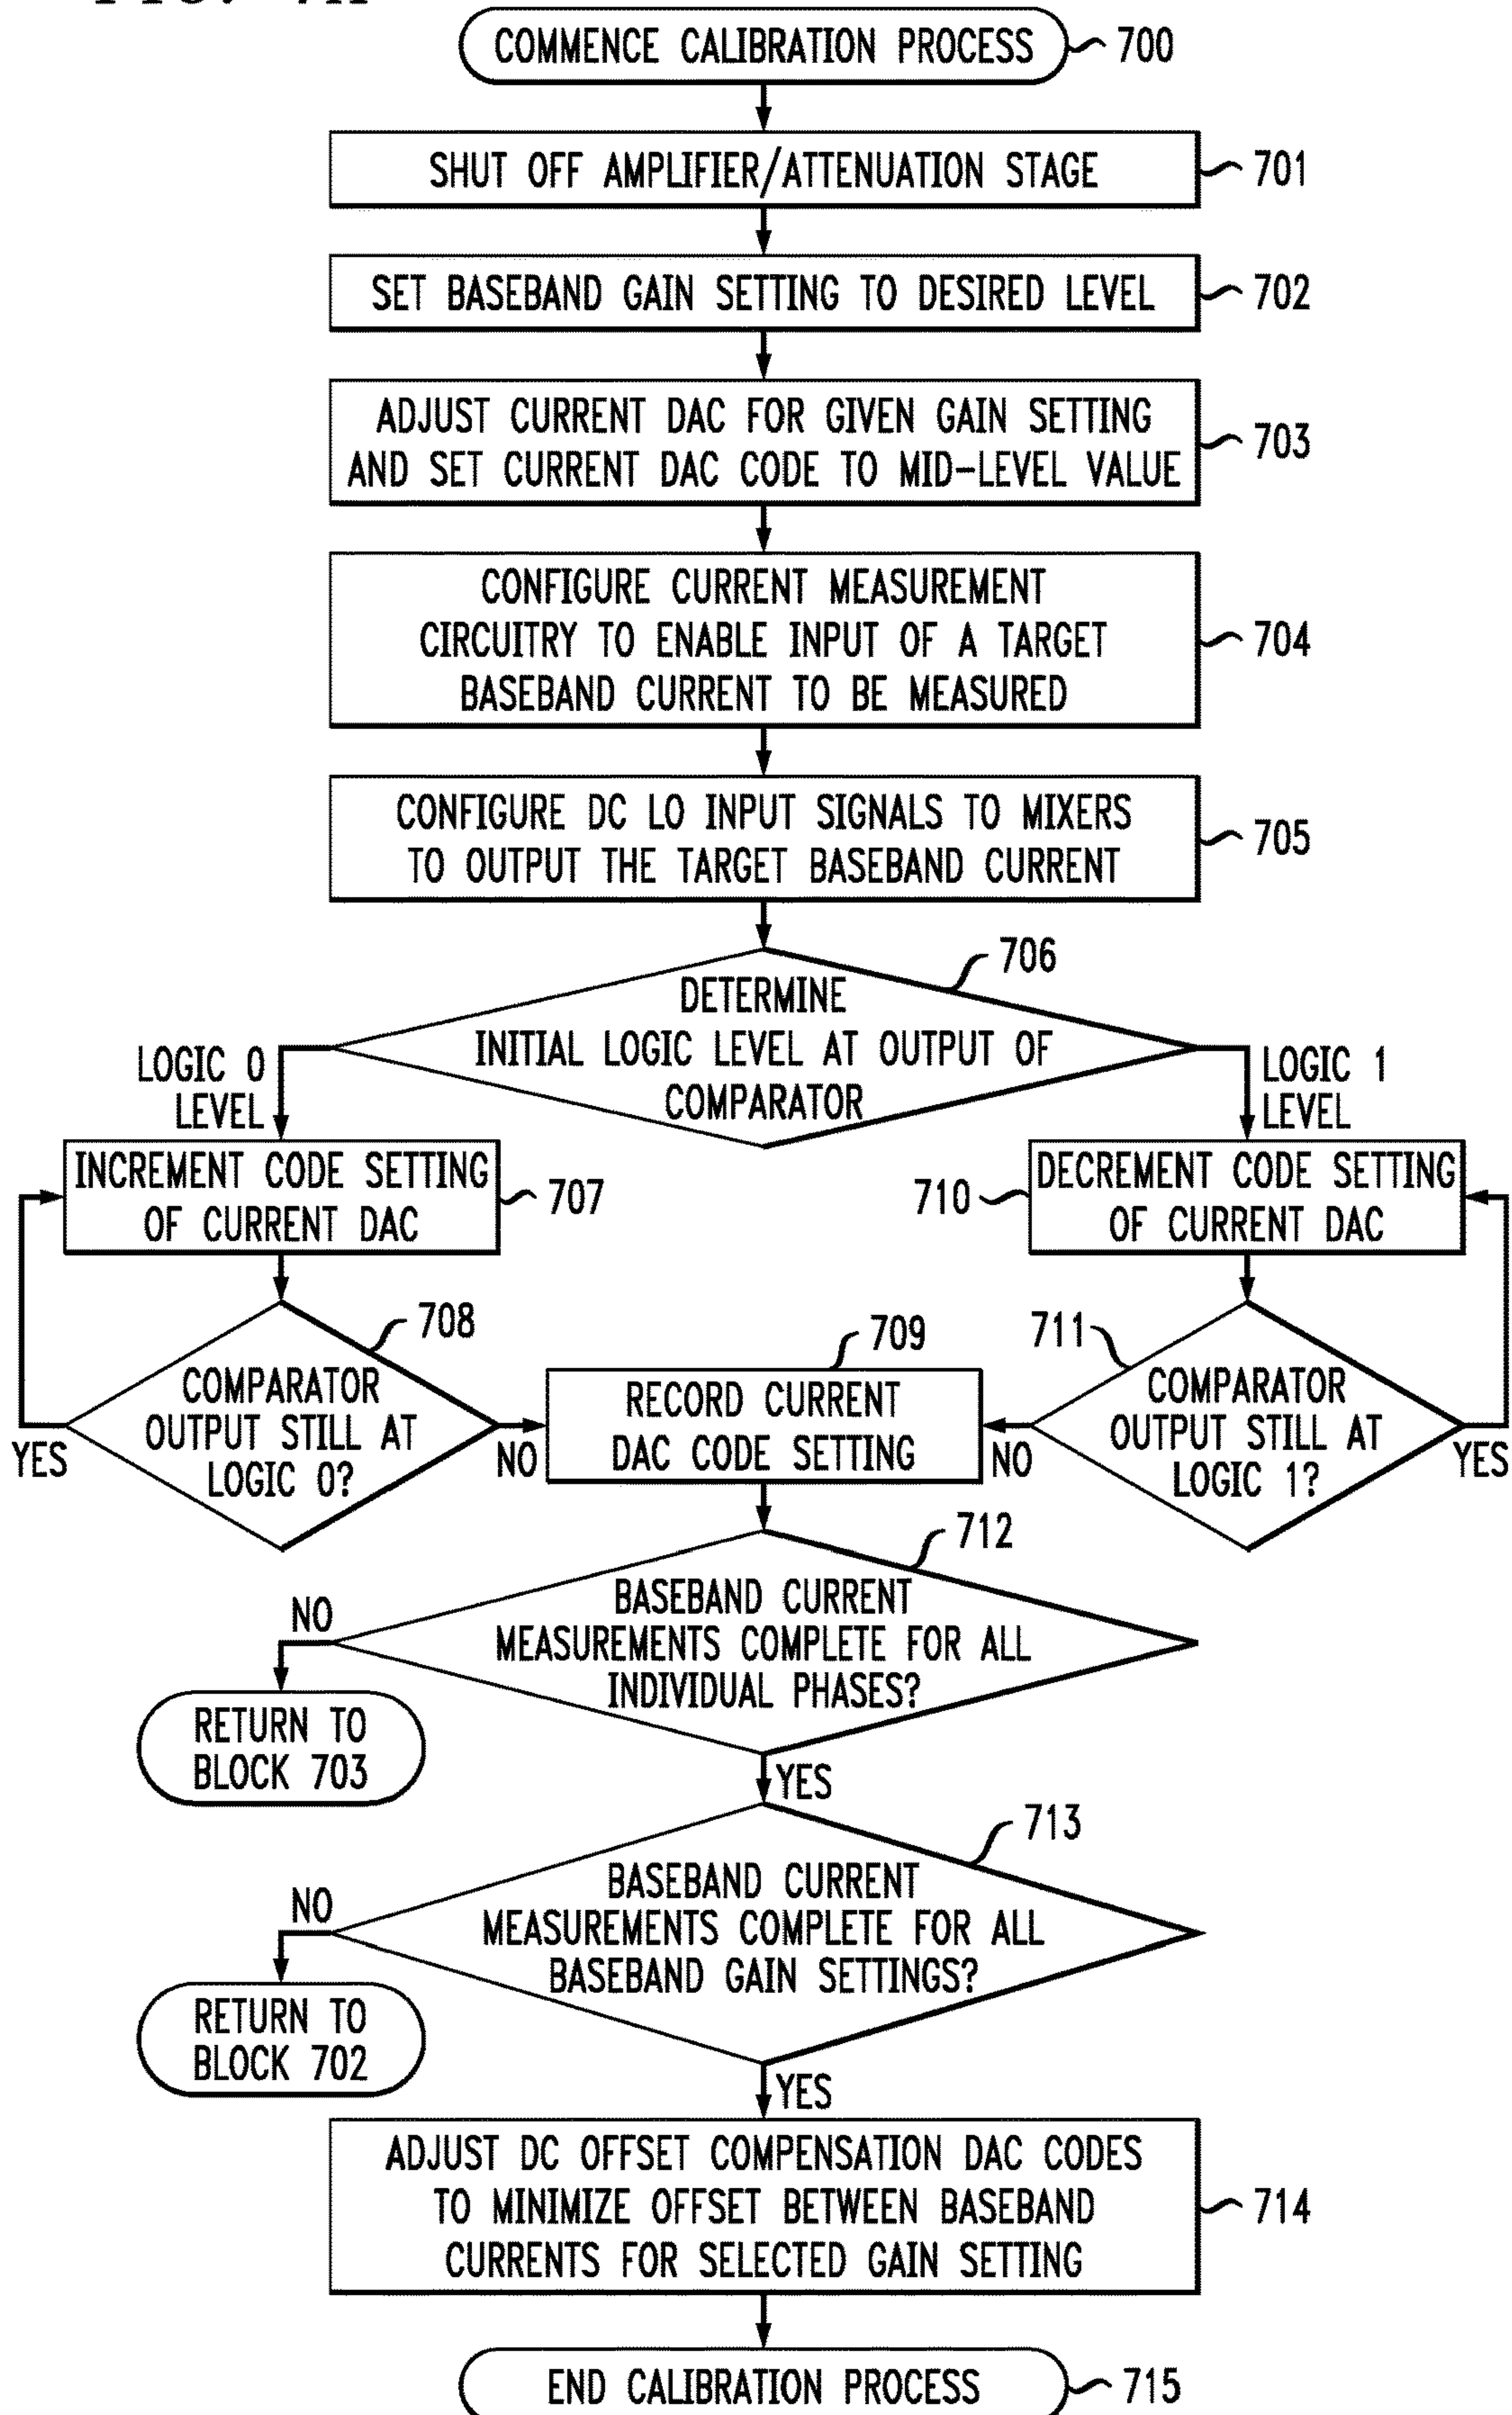 COMMENCE CALIBRATION PROCESS
700
SHUT OFF AMPLIFIER/ATTENUATION STAGE
701
SET BASEBAND GAIN SETTING TO DESIRED LEVEL
702
ADJUST CURRENT DAC FOR GIVEN GAIN SETTING
AND SET CURRENT DAC CODE TO MID-LEVEL VALUE
703
CONFIGURE CURRENT MEASUREMENT
CIRCUITRY TO ENABLE INPUT OF A TARGET
BASEBAND CURRENT TO BE MEASURED
704
CONFIGURE DC LO INPUT SIGNALS TO MIXERS
TO OUTPUT THE TARGET BASEBAND CURRENT
705
706
DETERMINE
INITIAL LOGIC LEVEL AT OUTPUT OF
COMPARATOR
LOGIC 0
LEVEL
LOGIC 1
LEVEL
INCREMENT CODE SETTING
OF CURRENT DAC
707
710
DECREMENT CODE SETTING
OF CURRENT DAC
708
COMPARATOR
OUTPUT STILL AT
LOGIC 0?
YES
NO
709
RECORD CURRENT
DAC CODE SETTING
711
COMPARATOR
OUTPUT STILL AT
LOGIC 1?
NO
YES
712
BASEBAND CURRENT
MEASUREMENTS COMPLETE FOR ALL
INDIVIDUAL PHASES?
NO
RETURN TO
BLOCK 703
YES
713
BASEBAND CURRENT
MEASUREMENTS COMPLETE FOR ALL
BASEBAND GAIN SETTINGS?
NO
RETURN TO
BLOCK 702
YES
ADJUST DC OFFSET COMPENSATION DAC CODES
TO MINIMIZE OFFSET BETWEEN BASEBAND
CURRENTS FOR SELECTED GAIN SETTING
714
END CALIBRATION PROCESS
715